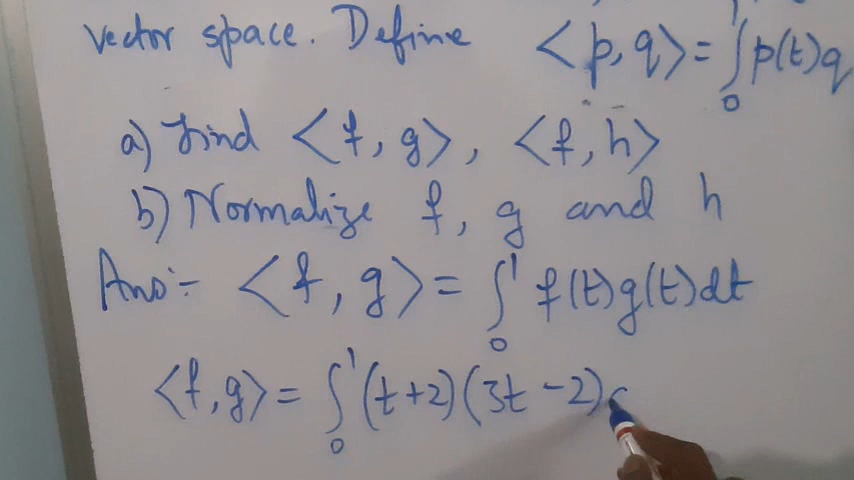 vector space. Define <p,q> = ∫₀¹ p(t)q
a) Find <f,g>, <f,h>
b) Normalize f, g and h
Ans:- <f,g> = ∫₀¹ f(t)g(t)dt
<f,g> = ∫₀¹ (t+2)(3t-2)